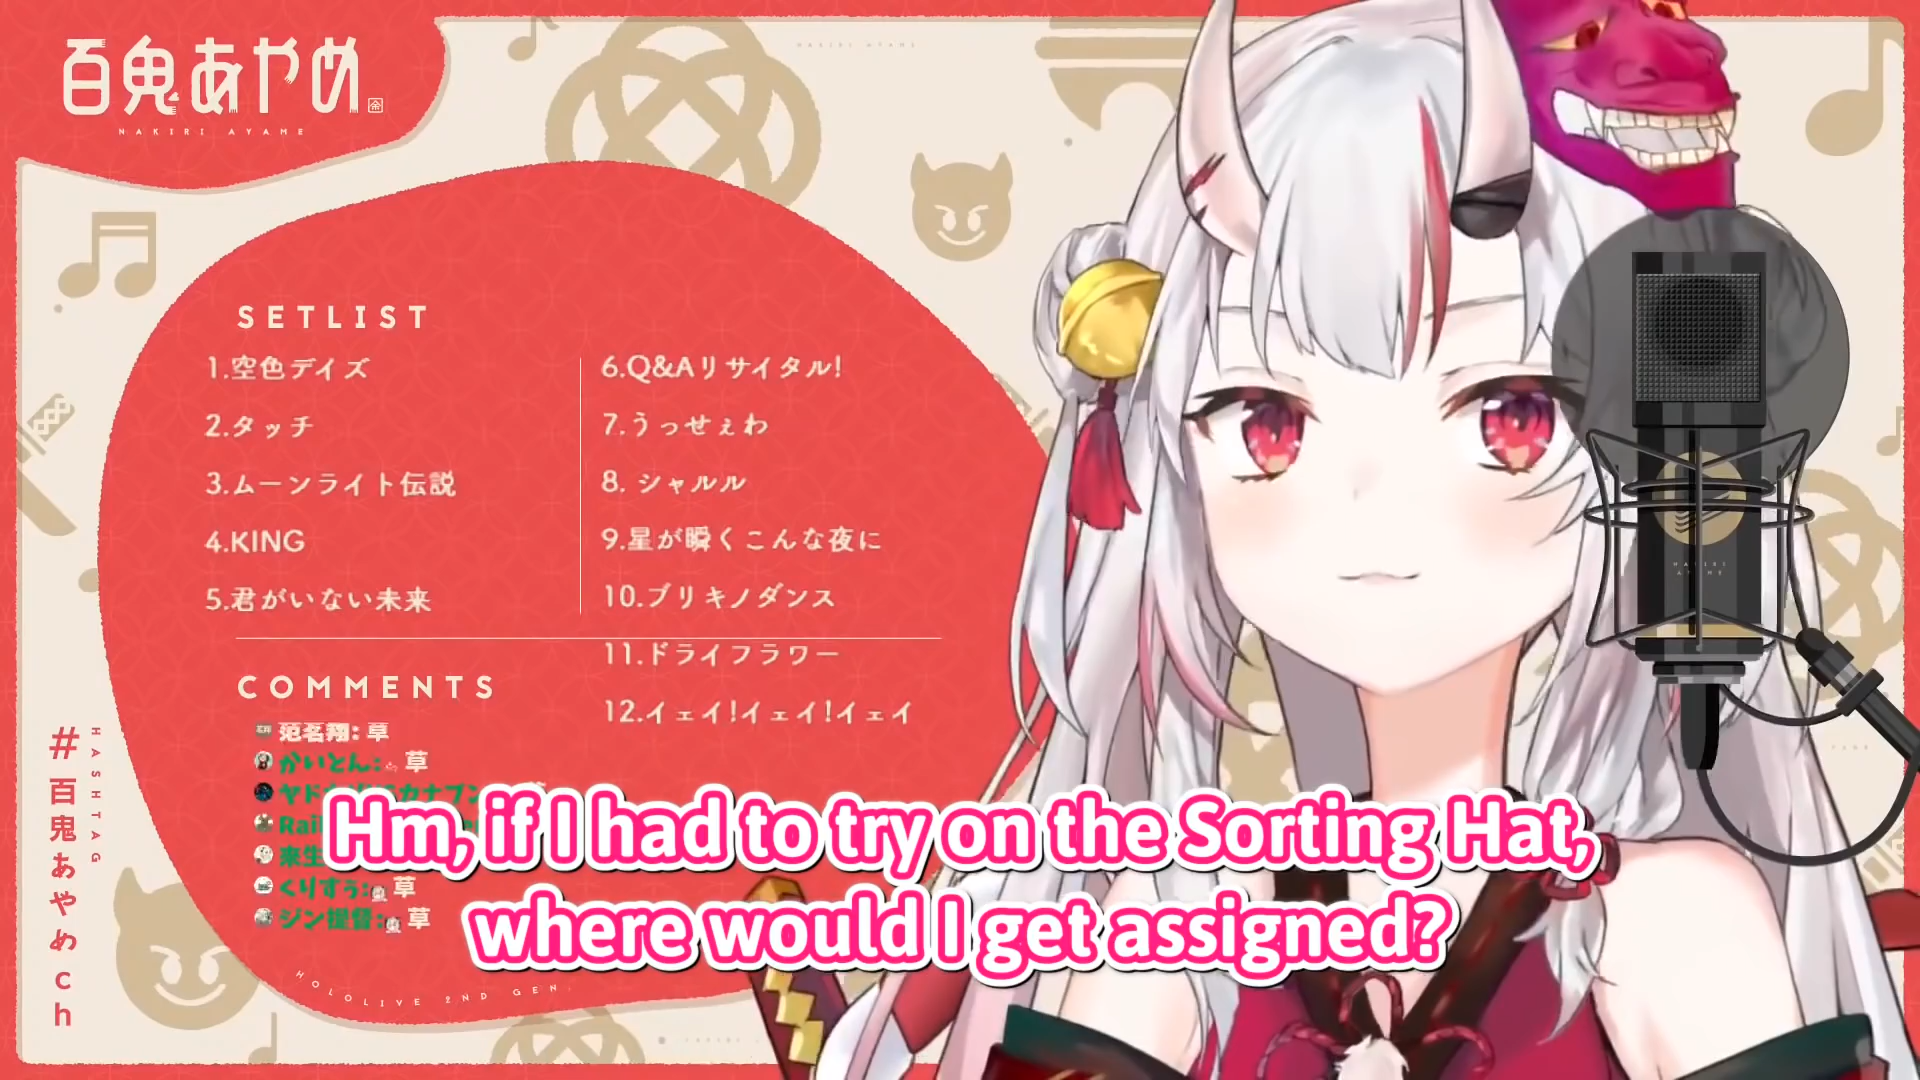 百鬼あやめ
NAKIRI AYAME
SETLIST
1.空色デイズ
2.タッチ
3.ムーンライト伝説
4.KING
5.君がいない未来
6.Q&Aリサイタル!
7.うっせぇわ
8. シャルル
9.星が瞬くこんな夜に
10.ブリキノダンス
11.ドライフラワー
12.イェイ!イェイ!イェイ
COMMENTS
范名翔: 草
かいとん: 草
くりすぅ: 草
ジン提督: 草
Hm, if I had to try on the Sorting Hat,
where would I get assigned?
HOLOLIVE 2ND GEN.
#百鬼あやめch
HASHTAG
NAKIRI AYAME